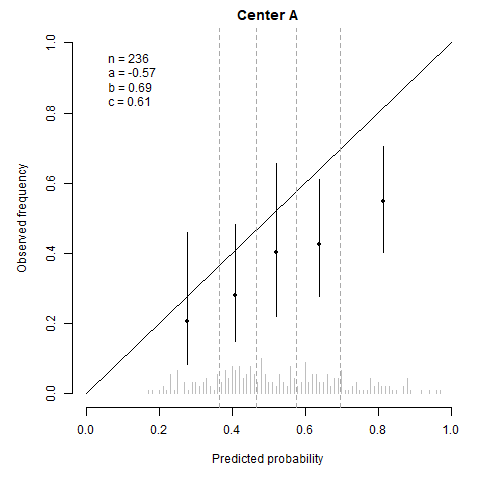 Center A
n = 236
a = -0.57
b = 0.69
c = 0.61
Observed frequency
1.0
0.8
0.6
0.4
0.2
0.0
0.0 0.2 0.4 0.6 0.8 1.0
Predicted probability